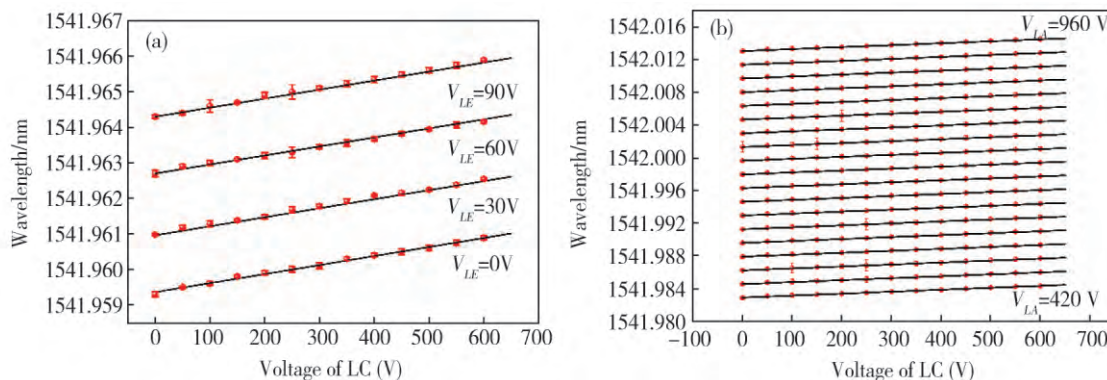 1541.967
(a)
1541.966
1541.965
V_LE=90V
1541.964
V_LE=60V
1541.963
1541.962
V_LE=30V
1541.961
1541.960
V_LE=0V
1541.959
0 100 200 300 400 500 600 700
Voltage of LC (V)
Wavelength/nm
1542.016
(b)
V_LA=960 V
1542.012
1542.008
1542.004
1542.000
1541.996
1541.992
1541.988
1541.984
V_LA=420 V
1541.980
−100 0 100 200 300 400 500 600 700
Voltage of LC (V)
Wavelength/nm